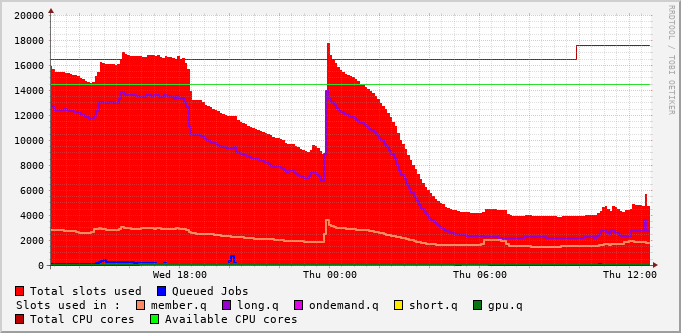 RRDTOOL / TOBI OETIKER
20000
18000
16000
14000
12000
10000
8000
6000
4000
2000
0
Wed 18:00 Thu 00:00 Thu 06:00 Thu 12:00
Total slots used Queued Jobs
Slots used in : member.q long.q ondemand.q short.q gpu.q
Total CPU cores Available CPU cores